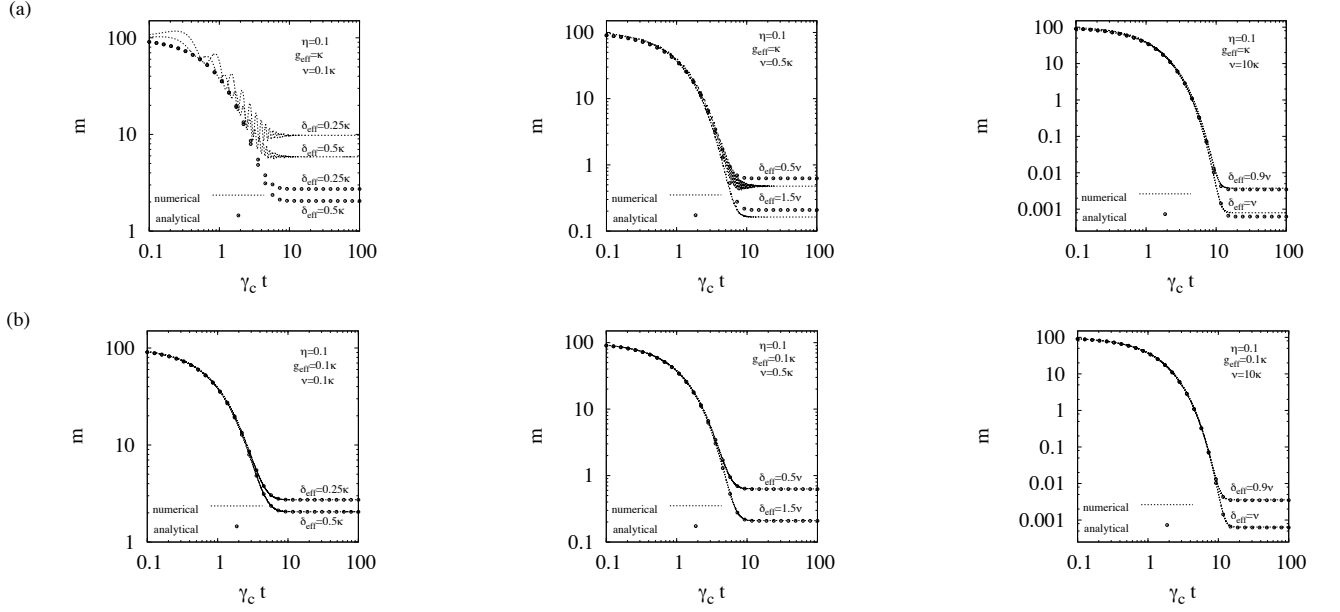 (a)
100
10
1
m
0.1 1 10 100
γc t
η=0.1
geff=κ
ν=0.1κ
δeff=0.25κ
δeff=0.5κ
δeff=0.25κ
δeff=0.5κ
numerical
analytical
100
10
1
0.1
m
0.1 1 10 100
γc t
η=0.1
geff=κ
ν=0.5κ
δeff=0.5ν
δeff=1.5ν
numerical
analytical
100
10
1
0.1
0.01
0.001
m
0.1 1 10 100
γc t
η=0.1
geff=κ
ν=10κ
δeff=0.9ν
δeff=ν
numerical
analytical
(b)
100
10
1
m
0.1 1 10 100
γc t
η=0.1
geff=0.1κ
ν=0.1κ
δeff=0.25κ
δeff=0.5κ
numerical
analytical
100
10
1
0.1
m
0.1 1 10 100
γc t
η=0.1
geff=0.1κ
ν=0.5κ
δeff=0.5ν
δeff=1.5ν
numerical
analytical
100
10
1
0.1
0.01
0.001
m
0.1 1 10 100
γc t
η=0.1
geff=0.1κ
ν=10κ
δeff=0.9ν
δeff=ν
numerical
analytical